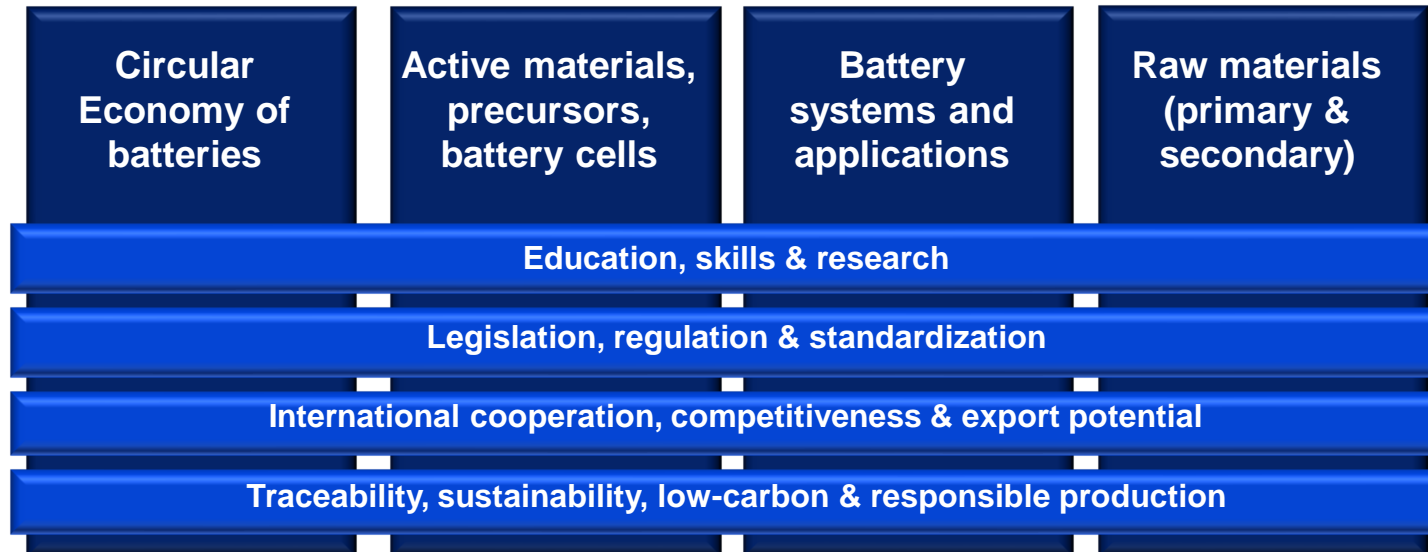 Circular
Economy of
batteries
Active materials,
precursors,
battery cells
Battery
systems and
applications
Raw materials
(primary &
secondary)
Education, skills & research
Legislation, regulation & standardization
International cooperation, competitiveness & export potential
Traceability, sustainability, low-carbon & responsible production